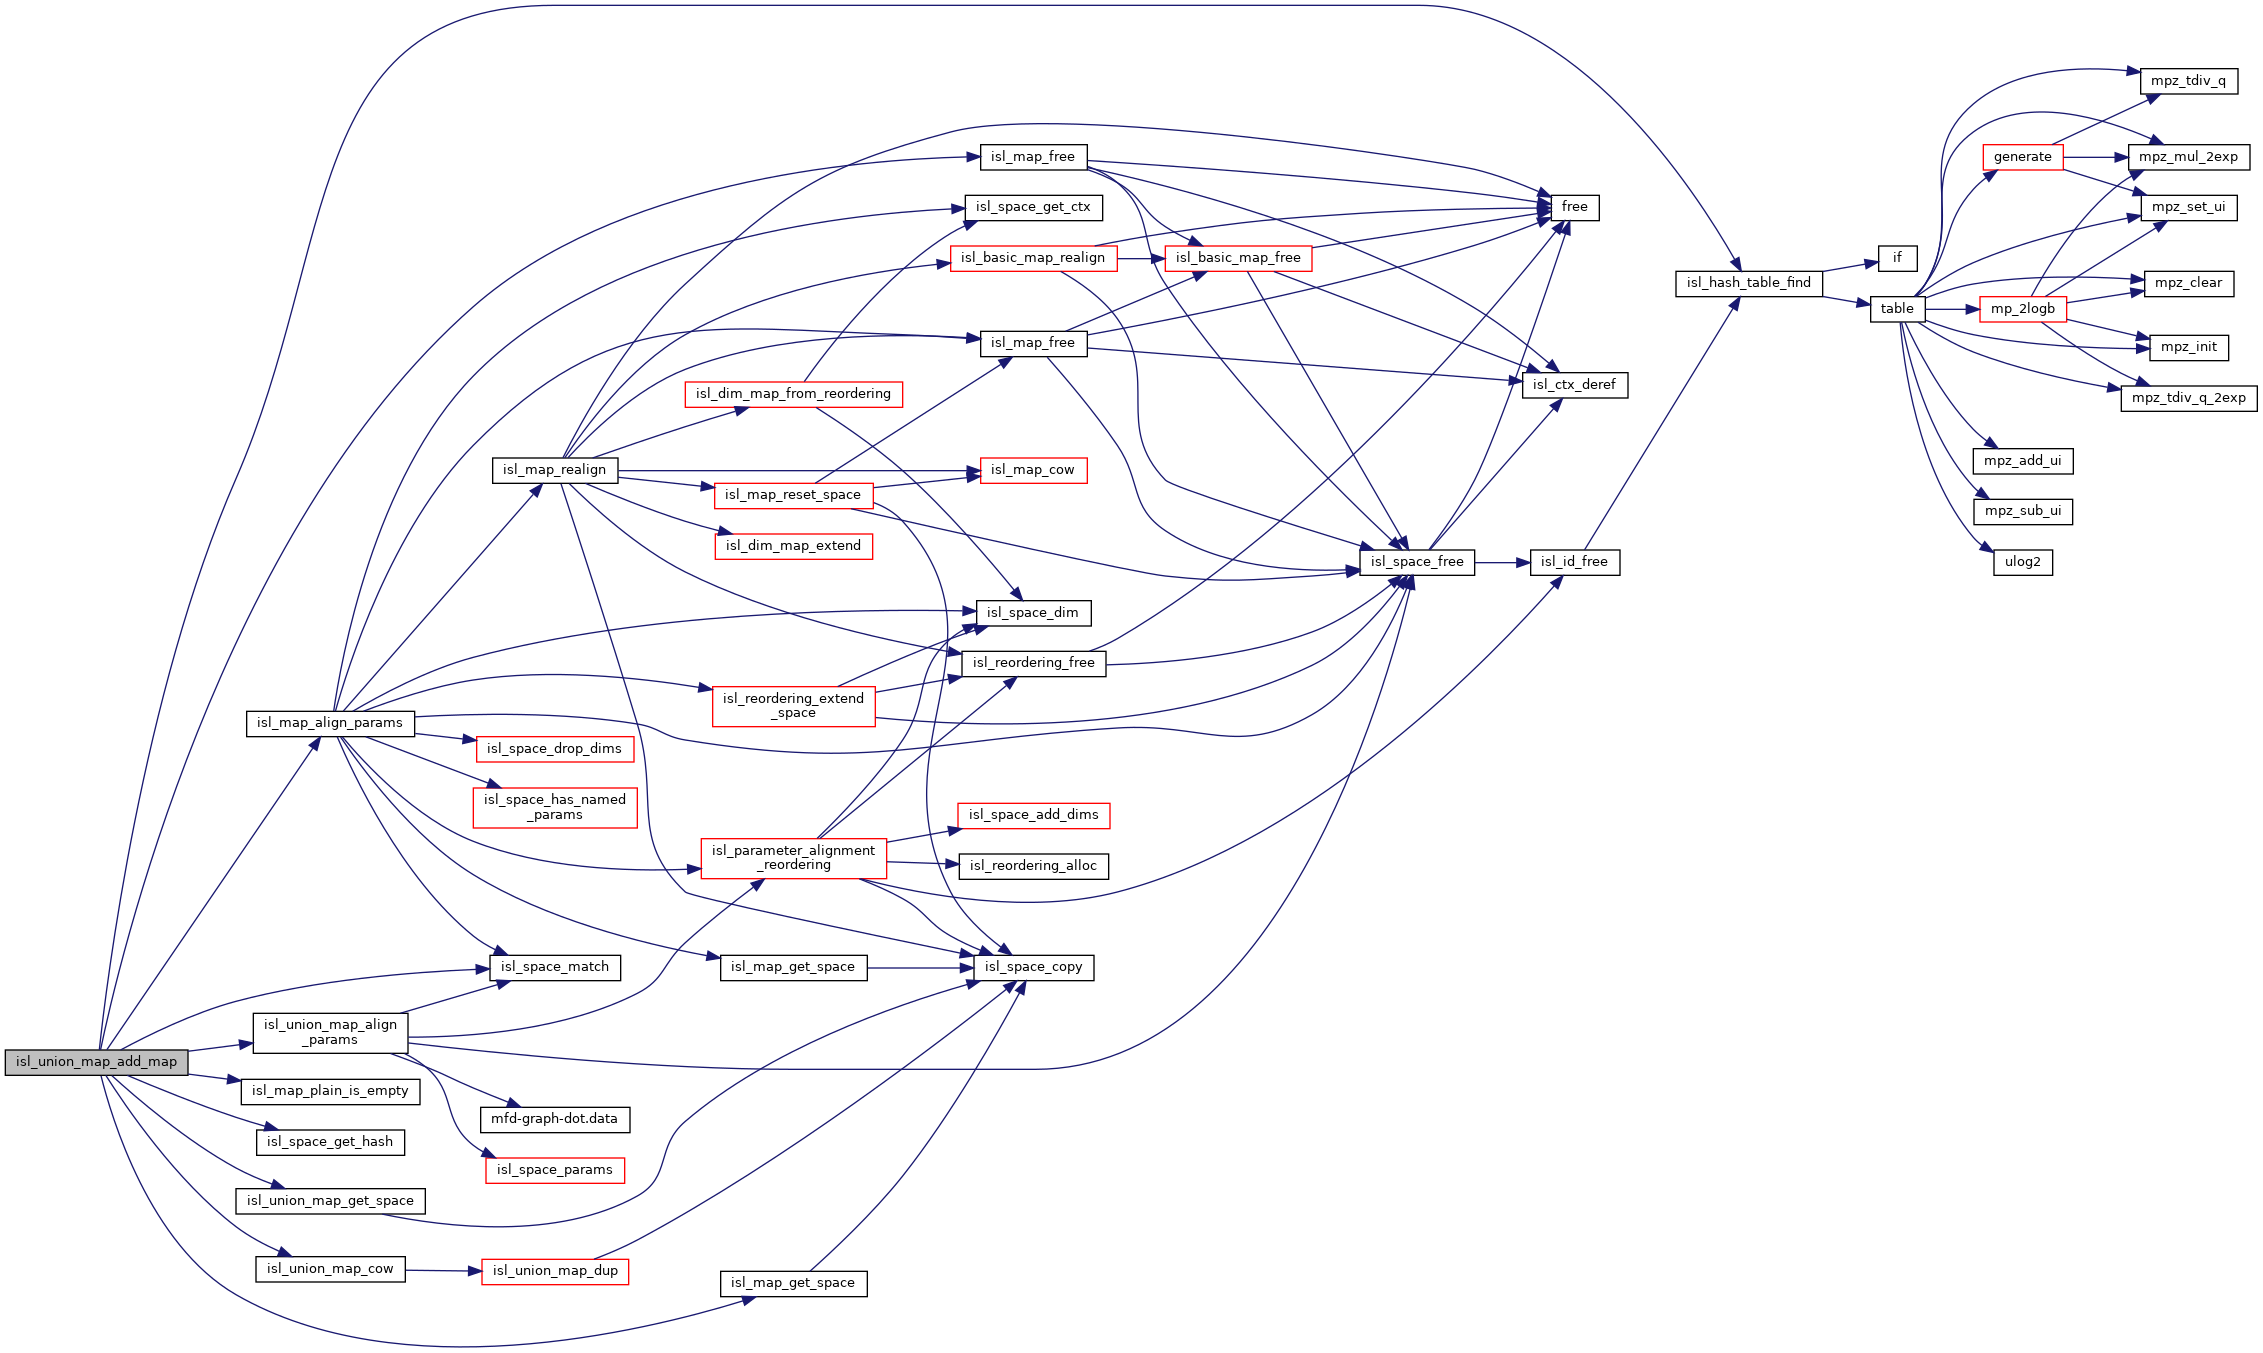 isl_union_map_add_map
isl_map_align_params
isl_union_map_align
_params
isl_map_plain_is_empty
isl_space_get_hash
isl_union_map_get_space
isl_union_map_cow
isl_map_realign
isl_space_drop_dims
isl_space_has_named
_params
isl_space_match
mfd-graph-dot.data
isl_space_params
isl_union_map_dup
isl_dim_map_from_reordering
isl_map_reset_space
isl_dim_map_extend
isl_reordering_extend
_space
isl_parameter_alignment
_reordering
isl_map_get_space
isl_map_get_space
isl_map_free
isl_space_get_ctx
isl_basic_map_realign
isl_map_free
isl_map_cow
isl_space_dim
isl_reordering_free
isl_space_add_dims
isl_reordering_alloc
isl_space_copy
isl_basic_map_free
isl_space_free
free
isl_ctx_deref
isl_id_free
isl_hash_table_find
if
table
generate
mp_2logb
mpz_add_ui
mpz_sub_ui
ulog2
mpz_tdiv_q
mpz_mul_2exp
mpz_set_ui
mpz_clear
mpz_init
mpz_tdiv_q_2exp